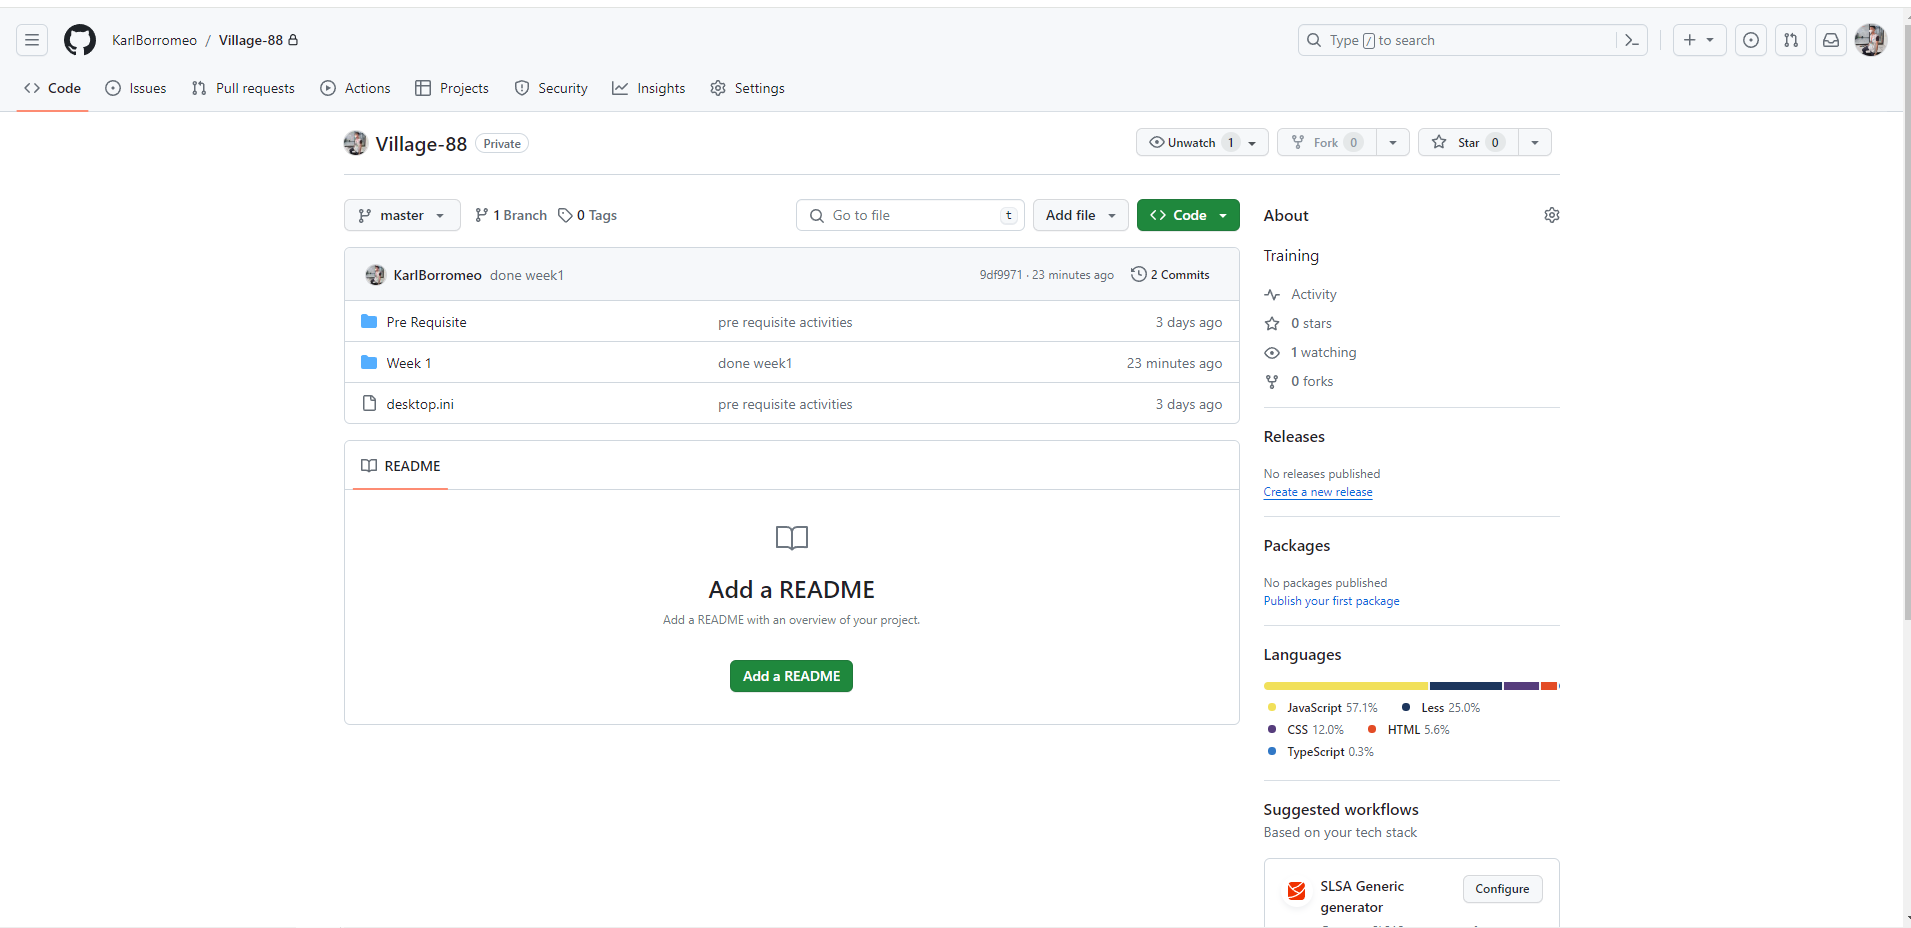 KarlBorromeo / Village-88
Type / to search
Code Issues Pull requests Actions Projects Security Insights Settings
Village-88 Private
Unwatch 1 Fork 0 Star 0
master 1 Branch 0 Tags
Go to file t
Add file
Code
KarlBorromeo done week1 9df9971 · 23 minutes ago 2 Commits
Pre Requisite pre requisite activities 3 days ago
Week 1 done week1 23 minutes ago
desktop.ini pre requisite activities 3 days ago
README
Add a README
Add a README with an overview of your project.
Add a README
About
Training
Activity
0 stars
1 watching
0 forks
Releases
No releases published
Create a new release
Packages
No packages published
Publish your first package
Languages
JavaScript 57.1% Less 25.0%
CSS 12.0% HTML 5.6%
TypeScript 0.3%
Suggested workflows
Based on your tech stack
SLSA Generic
generator
Configure